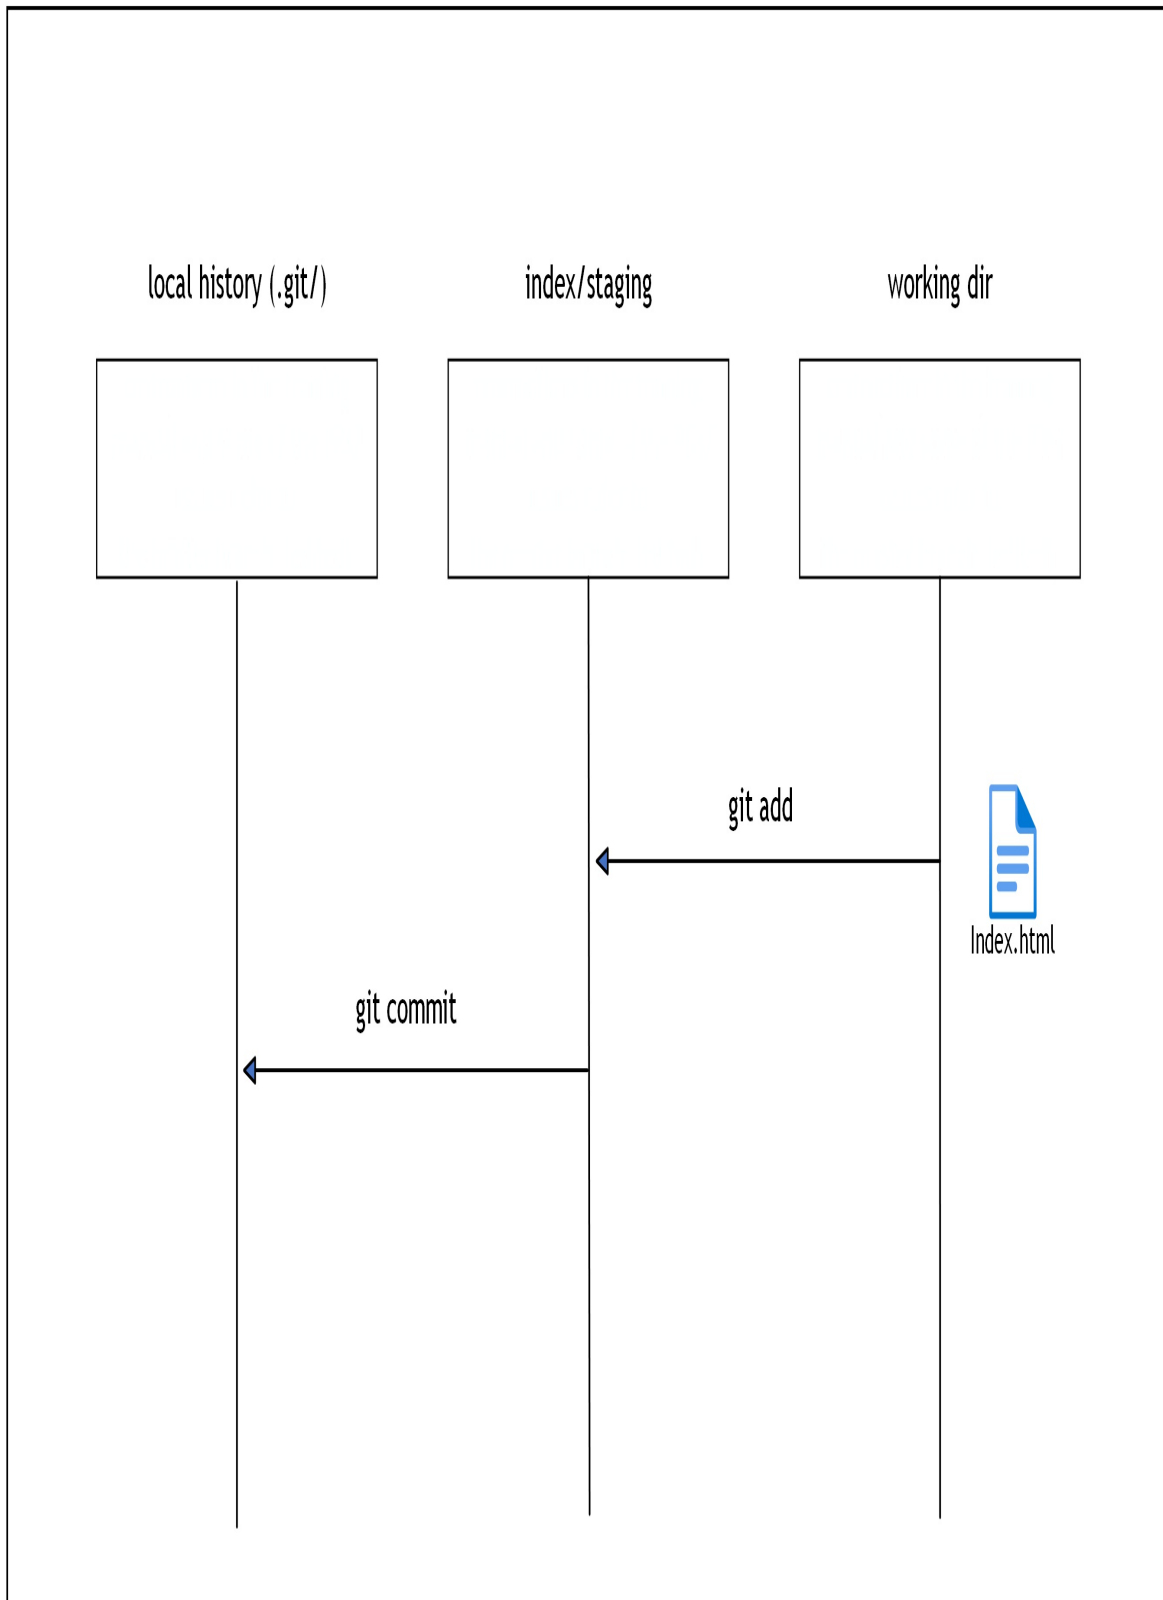 local history (.git/)
index/staging
working dir
git add
Index.html
git commit